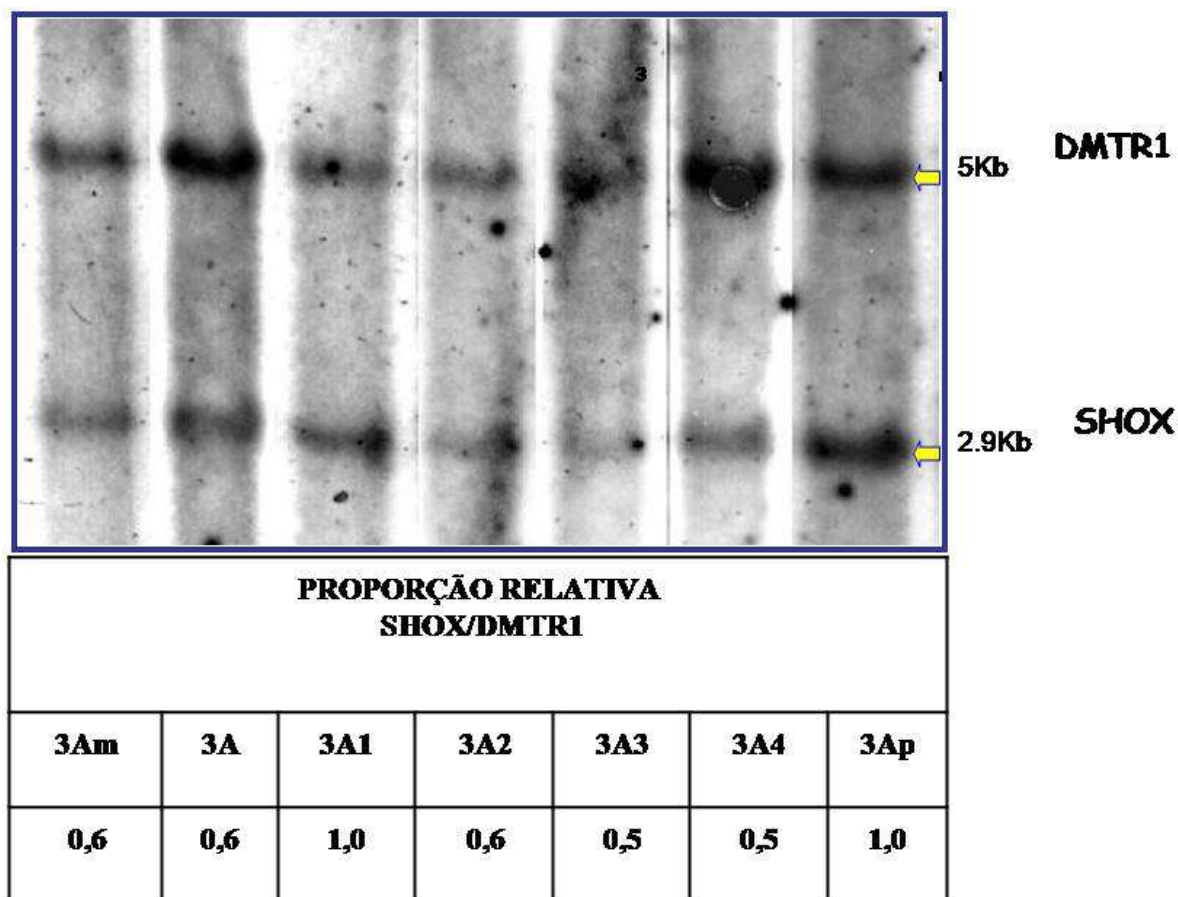 3
DMTR1
5Kb
SHOX
2.9Kb
PROPORÇÃO RELATIVA
SHOX/DMTR1
3Am 3A 3A1 3A2 3A3 3A4 3Ap
0,6 0,6 1,0 0,6 0,5 0,5 1,0